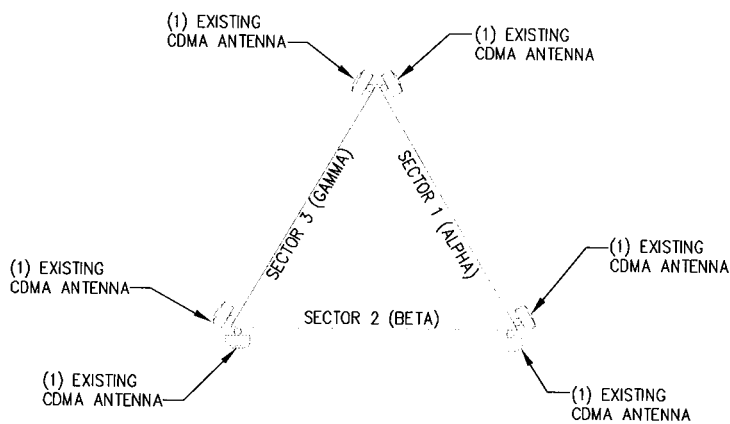 (1) EXISTING
CDMA ANTENNA
(1) EXISTING
CDMA ANTENNA
SECTOR 3 (GAMMA)
SECTOR 1 (ALPHA)
(1) EXISTING
CDMA ANTENNA
(1) EXISTING
CDMA ANTENNA
SECTOR 2 (BETA)
(1) EXISTING
CDMA ANTENNA
(1) EXISTING
CDMA ANTENNA